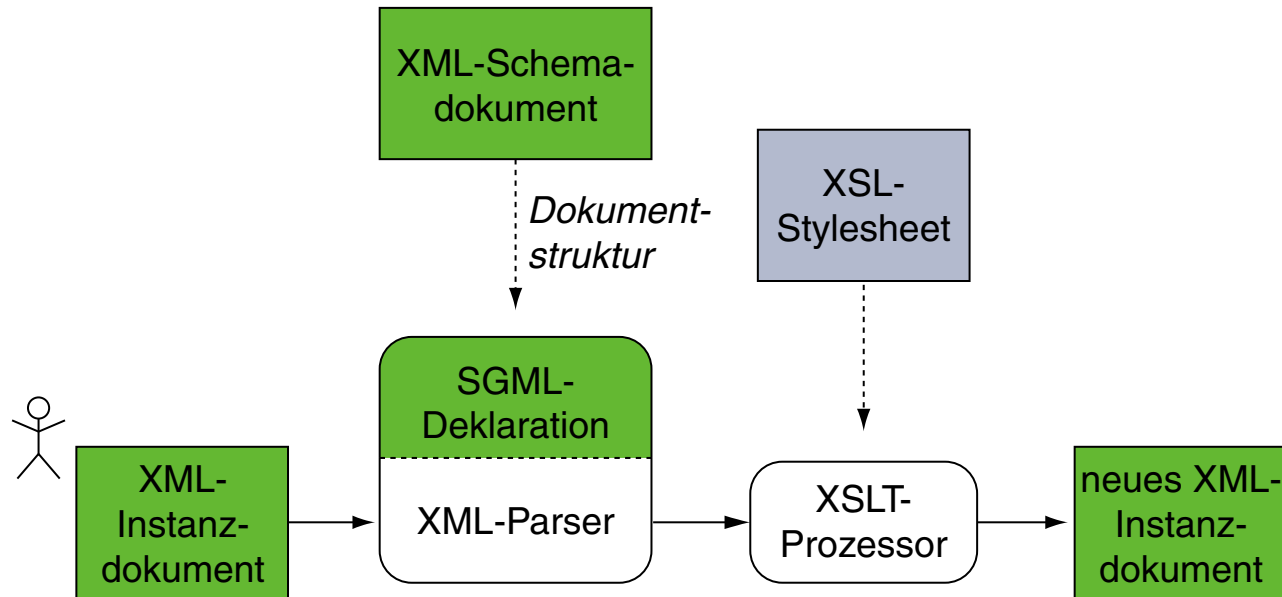 XML-Schema-
dokument
XSL-
Stylesheet
Dokument-
struktur
SGML-
Deklaration
XML-
Instanz-
dokument
XML-Parser
XSLT-
Prozessor
neues XML-
Instanz-
dokument